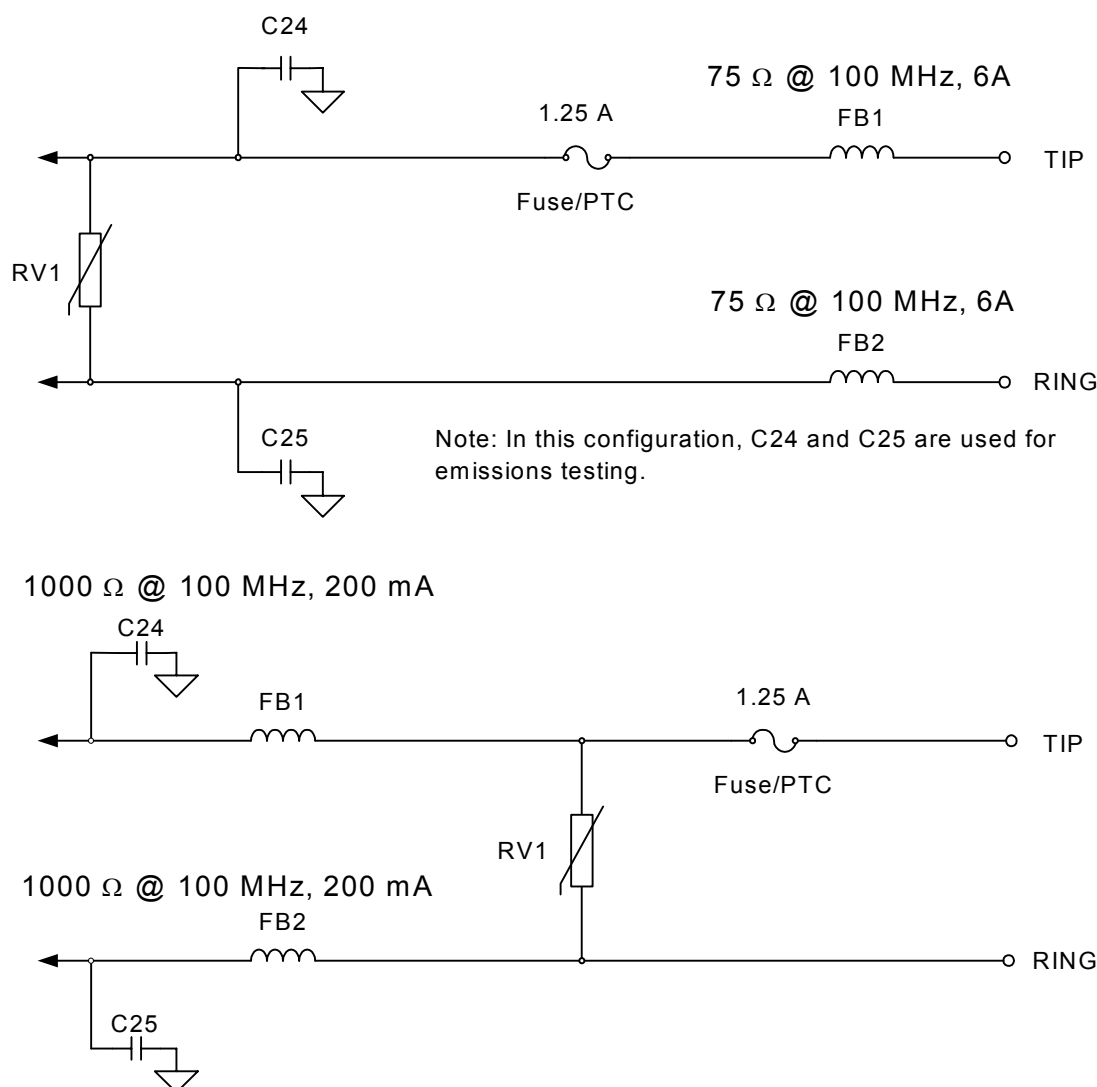 C24
75 Ω @ 100 MHz, 6A
1.25 A
FB1
TIP
Fuse/PTC
RV1
75 Ω @ 100 MHz, 6A
FB2
RING
C25
Note: In this configuration, C24 and C25 are used for
emissions testing.
1000 Ω @ 100 MHz, 200 mA
C24
FB1
1.25 A
TIP
Fuse/PTC
RV1
1000 Ω @ 100 MHz, 200 mA
FB2
RING
C25